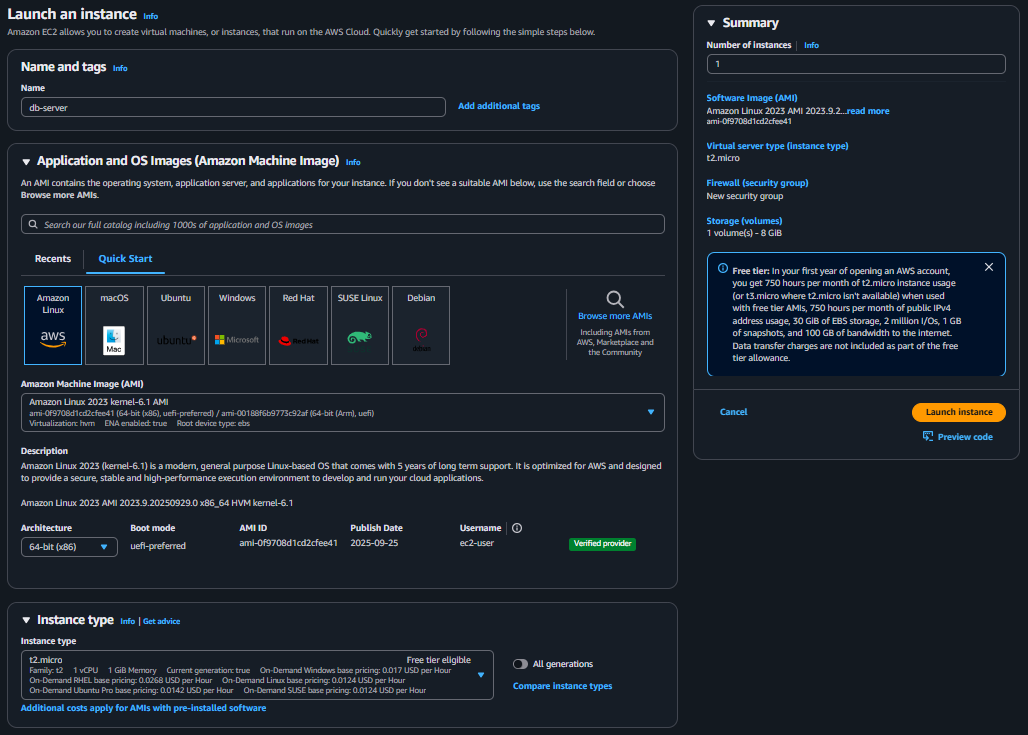 Launch an instance Info
Amazon EC2 allows you to create virtual machines, or instances, that run on the AWS Cloud. Quickly get started by following the simple steps below.
Name and tags Info
Name
db-server
Add additional tags
Application and OS Images (Amazon Machine Image) Info
An AMI contains the operating system, application server, and applications for your instance. If you don't see a suitable AMI below, use the search field or choose
Browse more AMIs.
Search our full catalog including 1000s of application and OS images
Recents
Quick Start
Amazon
Linux
aws
macOS
Mac
Ubuntu
ubuntu
Windows
Microsoft
Red Hat
Red Hat
SUSE Linux
Debian
debian
Browse more AMIs
Including AMIs from
AWS, Marketplace and
the Community
Amazon Machine Image (AMI)
Amazon Linux 2023 kernel-6.1 AMI
ami-0f9708d1cd2cfee41 (64-bit (x86), uefi-preferred) / ami-00188f6b9773c92af (64-bit (Arm), uefi)
Virtualization: hvm ENA enabled: true Root device type: ebs
Description
Amazon Linux 2023 (kernel-6.1) is a modern, general purpose Linux-based OS that comes with 5 years of long term support. It is optimized for AWS and designed
to provide a secure, stable and high-performance execution environment to develop and run your cloud applications.
Amazon Linux 2023 AMI 2023.9.20250929.0 x86_64 HVM kernel-6.1
Architecture
64-bit (x86)
Boot mode
uefi-preferred
AMI ID
ami-0f9708d1cd2cfee41
Publish Date
2025-09-25
Username
ec2-user
Verified provider
Instance type Info | Get advice
Instance type
t2.micro Free tier eligible
Family: t2 1 vCPU 1 GiB Memory Current generation: true On-Demand Windows base pricing: 0.017 USD per Hour
On-Demand RHEL base pricing: 0.0268 USD per Hour On-Demand Linux base pricing: 0.0124 USD per Hour
On-Demand Ubuntu Pro base pricing: 0.0142 USD per Hour On-Demand SUSE base pricing: 0.0124 USD per Hour
All generations
Compare instance types
Additional costs apply for AMIs with pre-installed software
Summary
Number of instances Info
1
Software Image (AMI)
Amazon Linux 2023 AMI 2023.9.2...read more
ami-0f9708d1cd2cfee41
Virtual server type (instance type)
t2.micro
Firewall (security group)
New security group
Storage (volumes)
1 volume(s) - 8 GiB
Free tier: In your first year of opening an AWS account,
you get 750 hours per month of t2.micro instance usage
(or t3.micro where t2.micro isn't available) when used
with free tier AMIs, 750 hours per month of public IPv4
address usage, 30 GiB of EBS storage, 2 million I/Os, 1 GB
of snapshots, and 100 GB of bandwidth to the internet.
Data transfer charges are not included as part of the free
tier allowance.
Cancel
Launch instance
Preview code